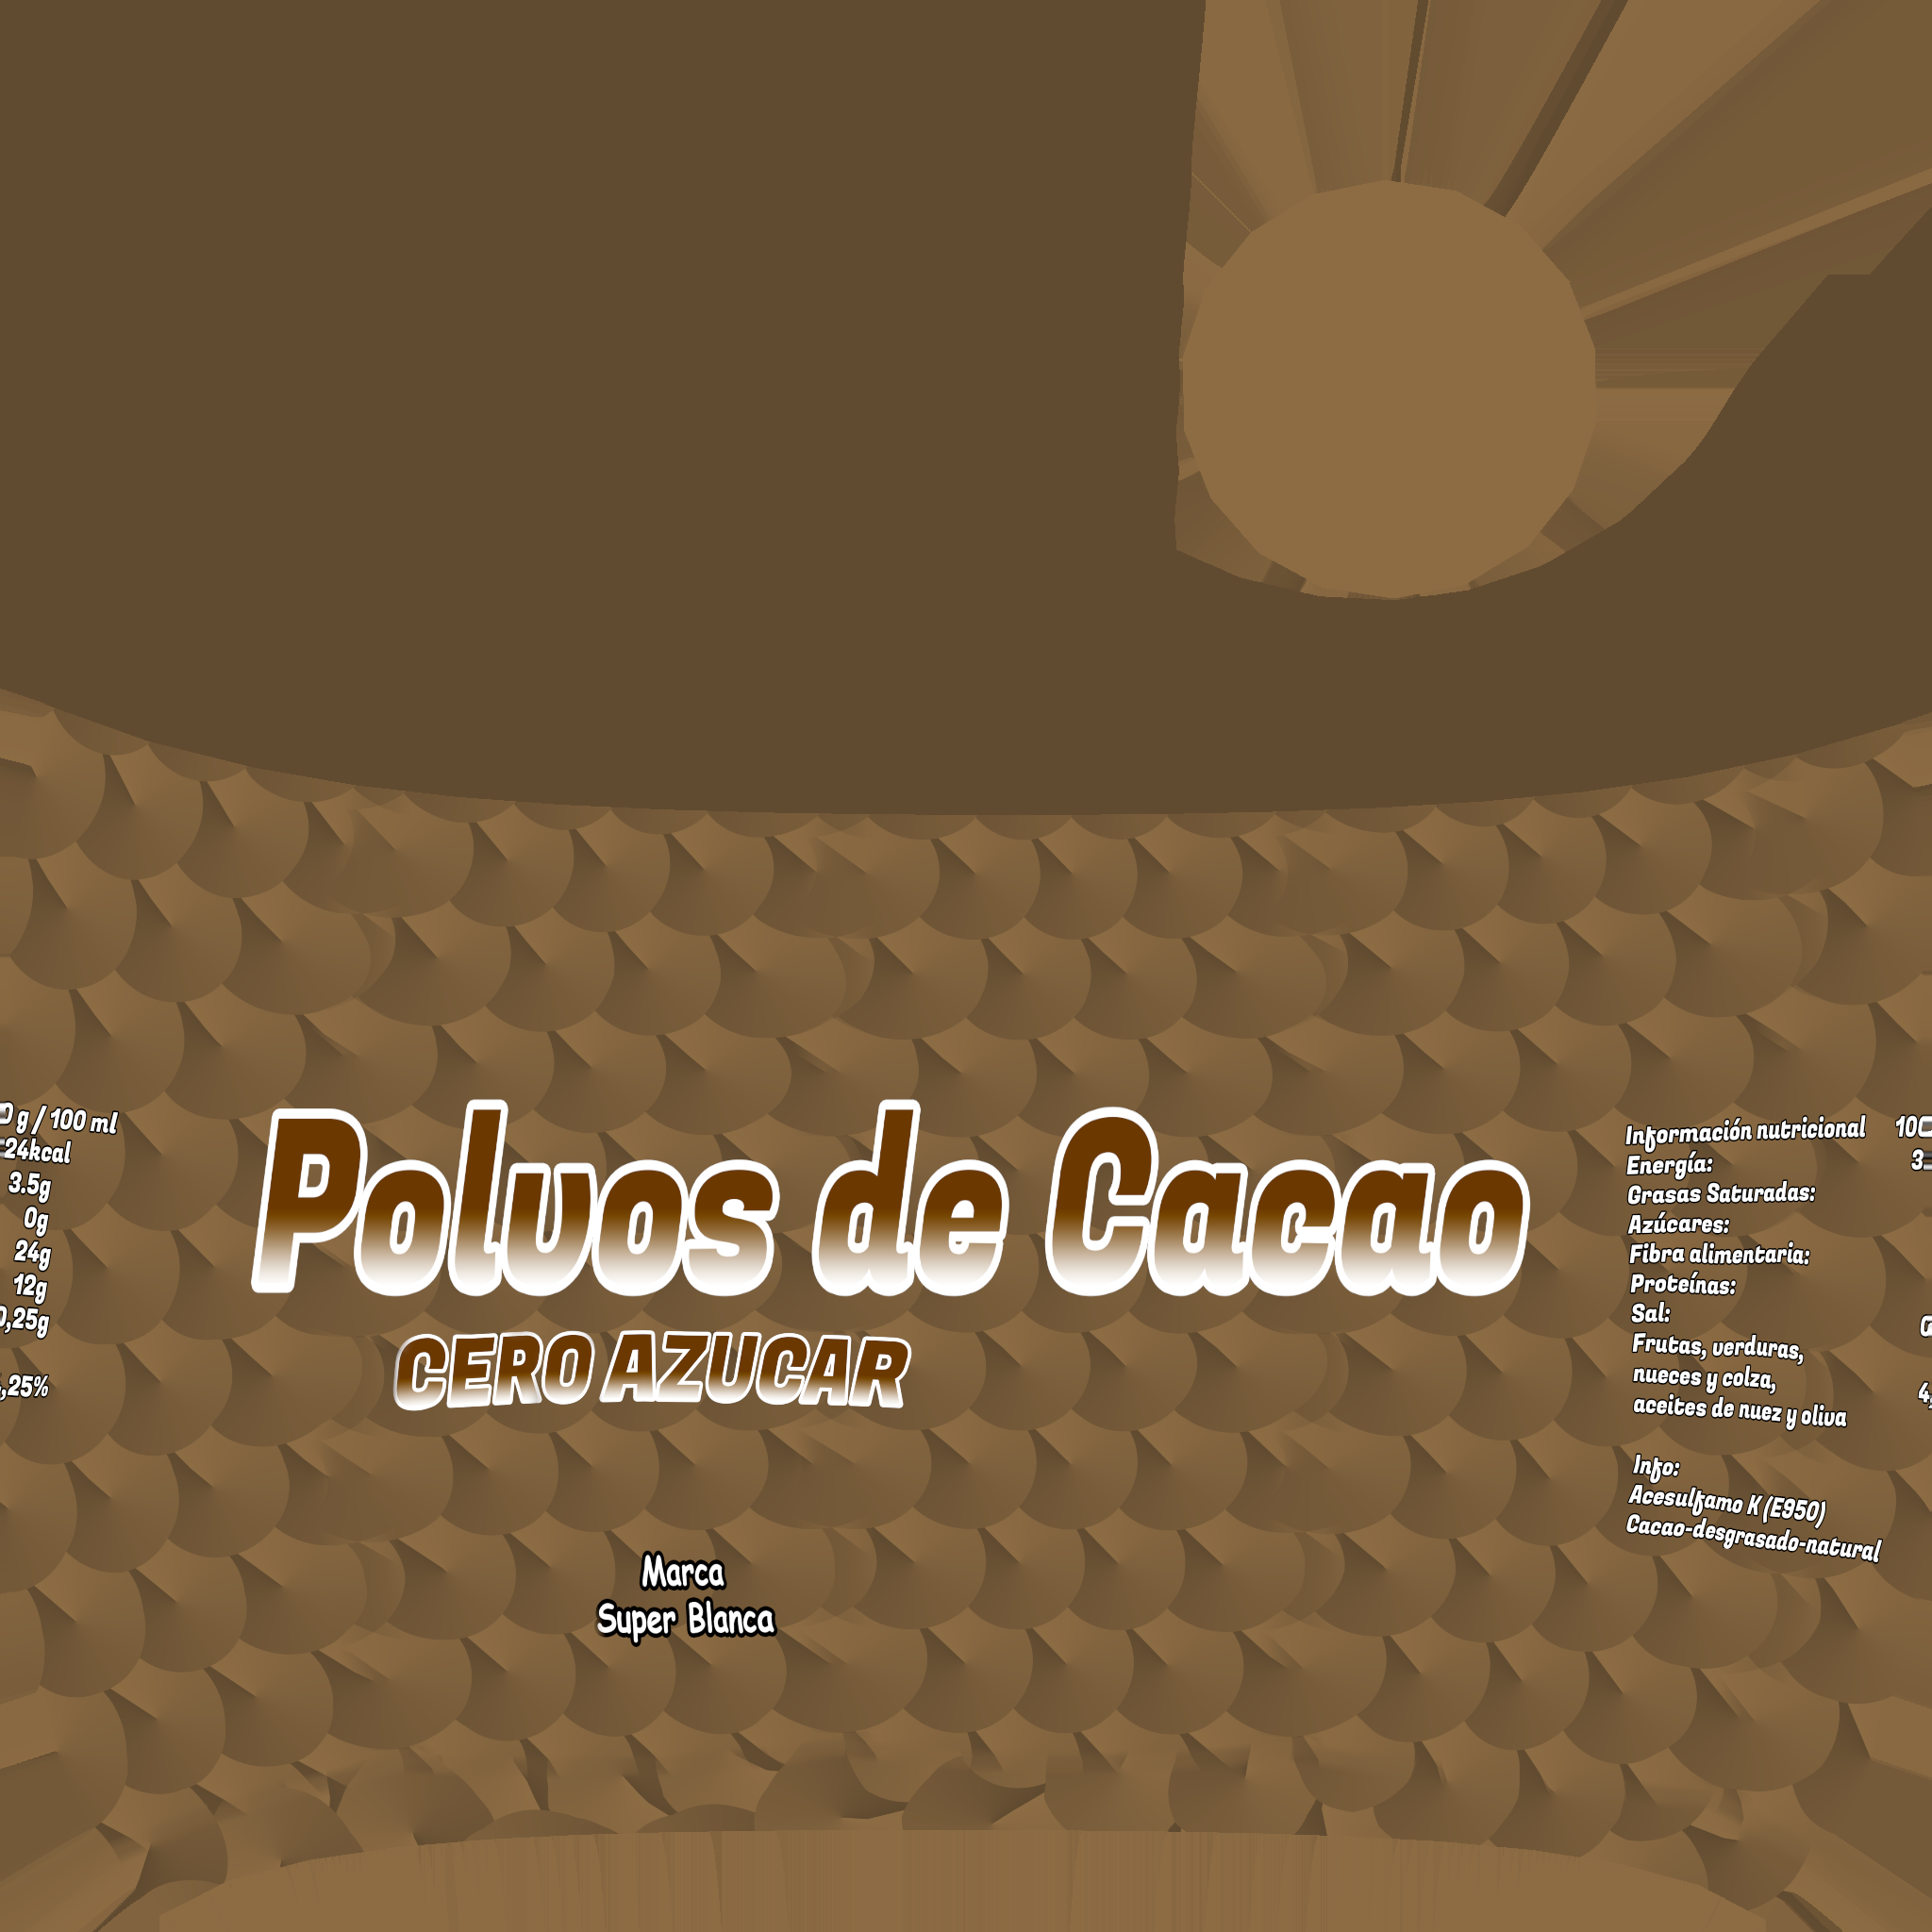 Polvos de Cacao
CERO AZUCAR
Marca
Super Blanca
Información nutricional
Energía:
Grasas Saturadas:
Azúcares:
Fibra alimentaria:
Proteínas:
Sal:
Frutas, verduras,
nueces y colza,
aceites de nuez y oliva
Info:
Acesulfamo K (E950)
Cacao-desgrasado-natural
g / 100 ml
24kcal
3.5g
0g
24g
12g
0,25g
,25%